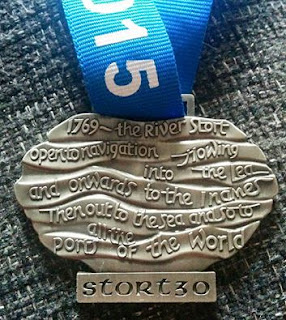 015
1769~the River Stort
open to navigation flowing
into the Lea
and onwards to the Thames
Then out to the sea and so to
all the
ports of the World
Stort30